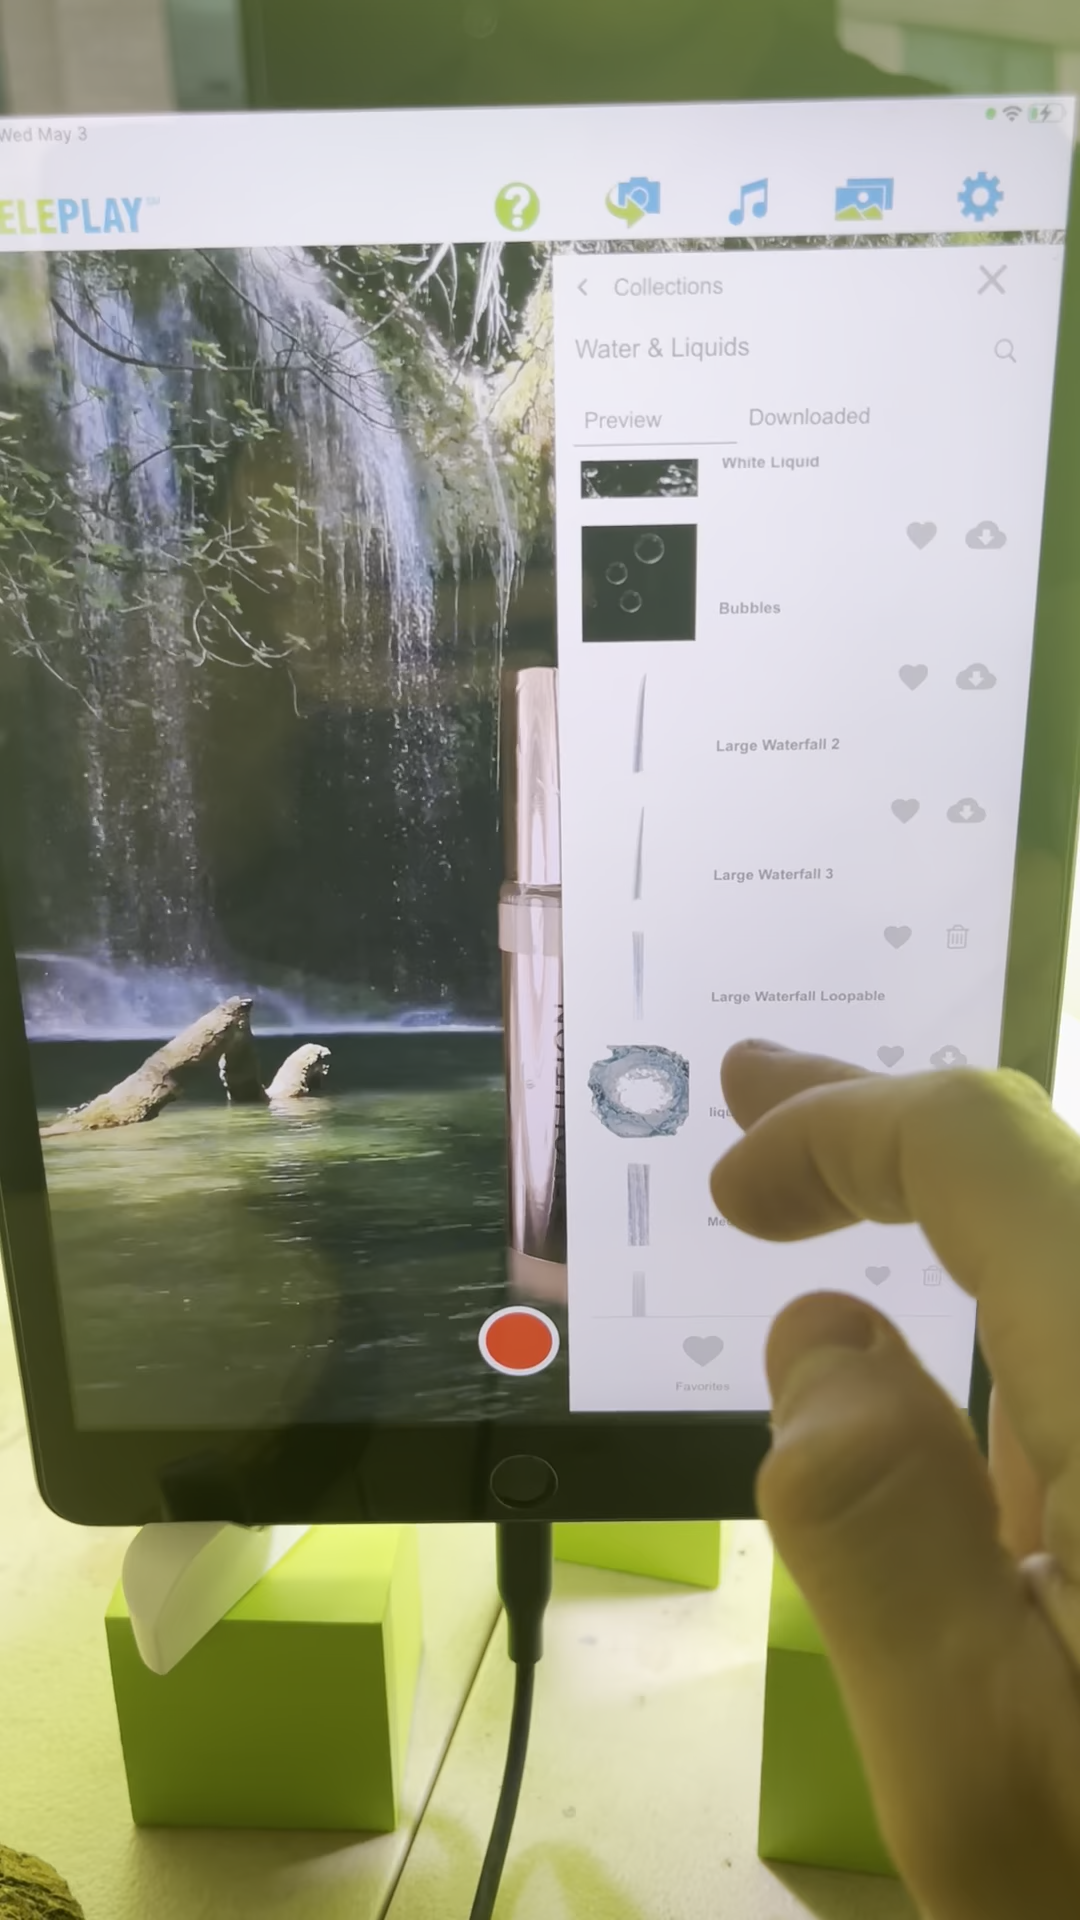 Wed May 3
ELEPLAY
SM
Collections
Water & Liquids
Preview
Downloaded
White Liquid
Bubbles
Large Waterfall 2
Large Waterfall 3
Large Waterfall Loopable
Favorites